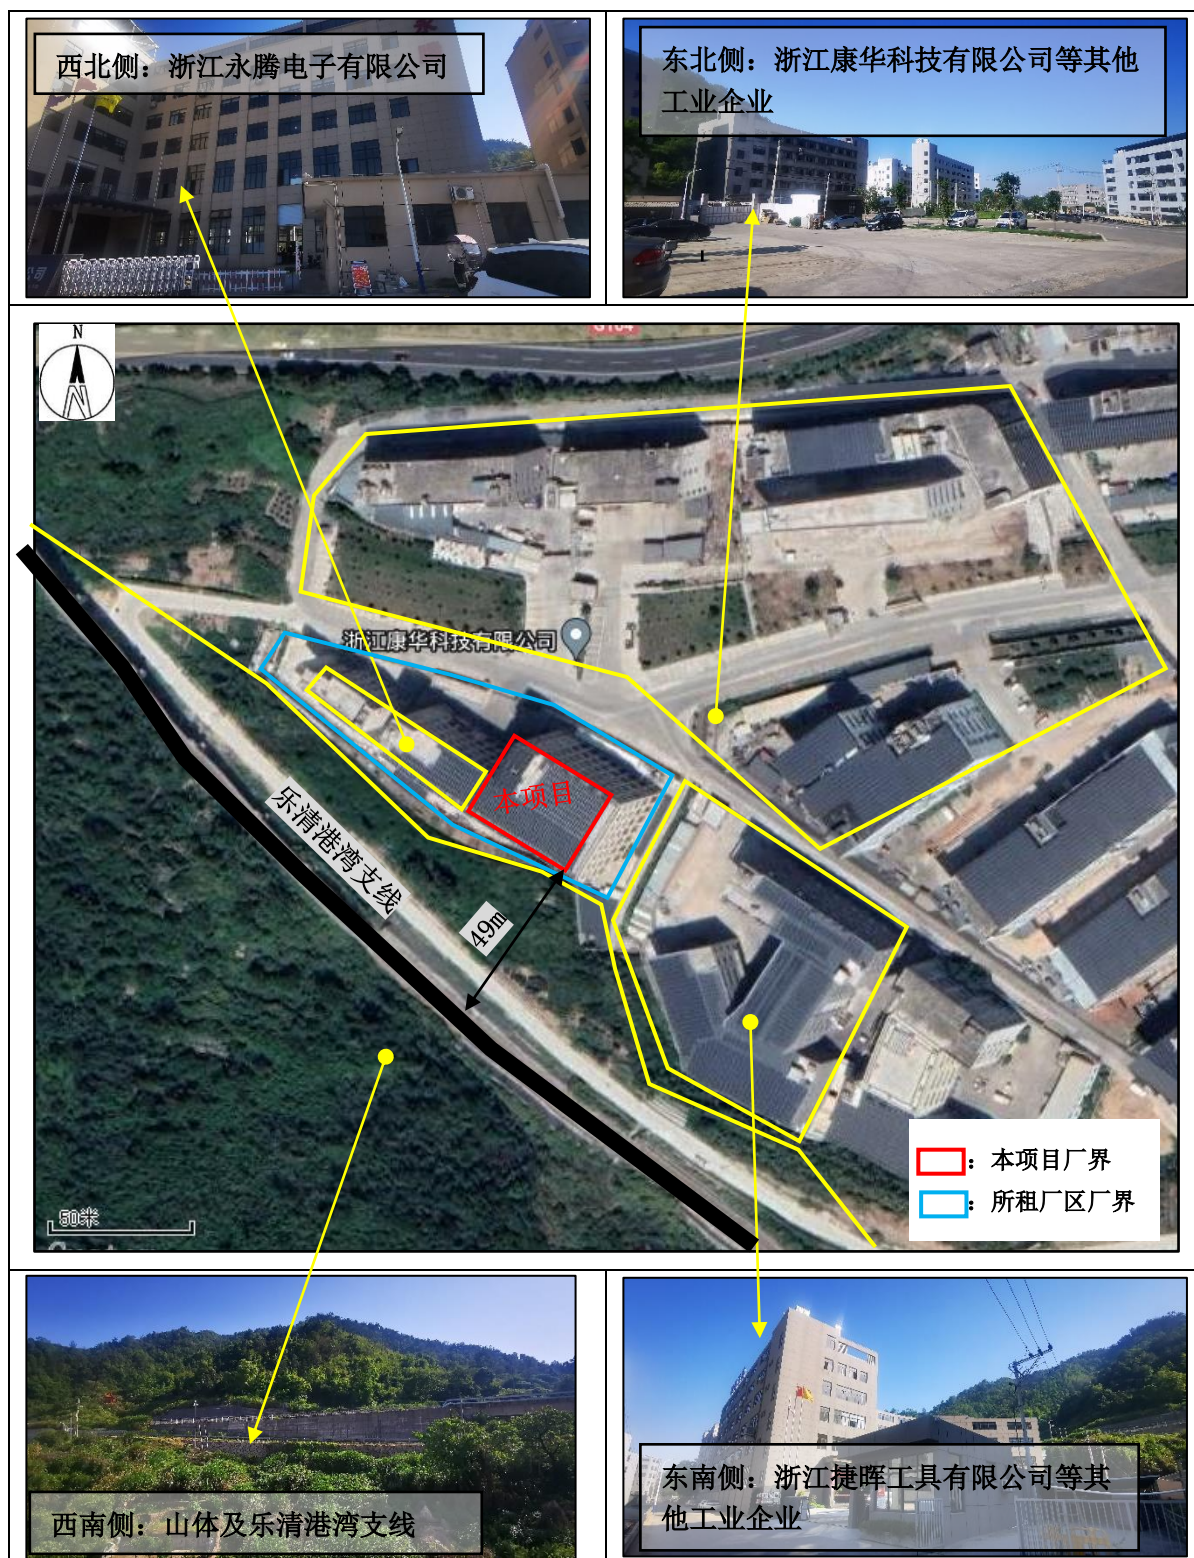 西北侧：浙江永腾电子有限公司
东北侧：浙江康华科技有限公司等其他
工业企业
N
G104
浙江康华科技有限公司
本项目
乐清港湾支线
49m
：本项目厂界
：所租厂区厂界
50米
西南侧：山体及乐清港湾支线
东南侧：浙江捷晖工具有限公司等其
他工业企业